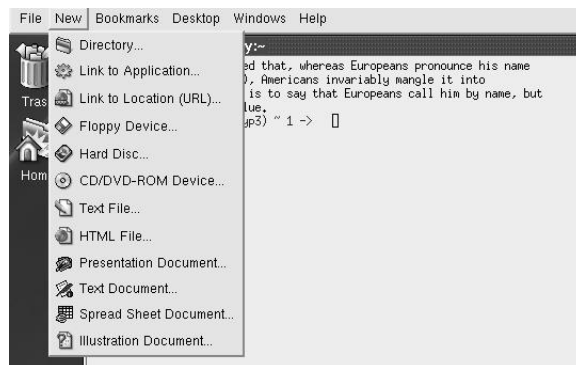 File New Bookmarks Desktop Windows Help
Directory...
Link to Application...
Link to Location (URL)...
Floppy Device...
Hard Disc...
CD/DVD-ROM Device...
Text File...
HTML File...
Presentation Document...
Text Document...
Spread Sheet Document...
Illustration Document...
Tras
Hom
y:~
ed that, whereas Europeans pronounce his name
), Americans invariably mangle it into
is to say that Europeans call him by name, but
lue.
yp3) ~ 1 ->